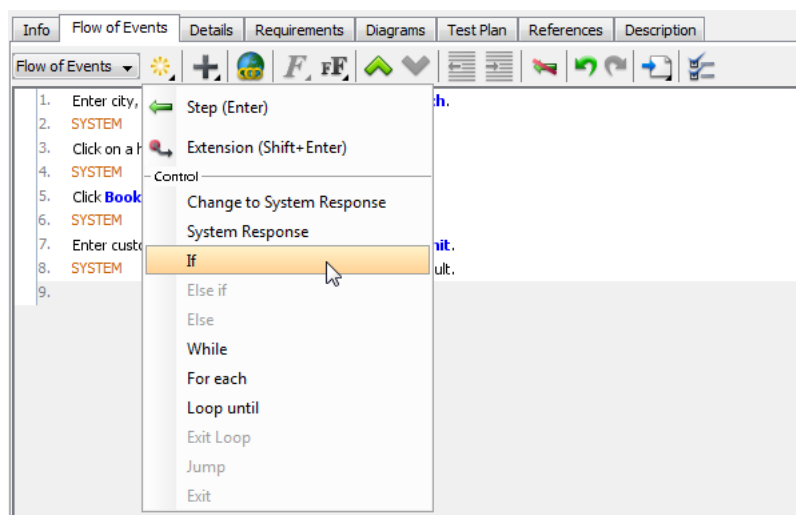 Info Flow of Events Details Requirements Diagrams Test Plan References Description
Flow of Events F FF
1. Enter city, ch.
2. SYSTEM
3. Click on a h
4. SYSTEM
5. Click Book
6. SYSTEM
7. Enter custo nit.
8. SYSTEM ult.
9.
Step (Enter)
Extension (Shift+Enter)
Control
Change to System Response
System Response
If
Else if
Else
While
For each
Loop until
Exit Loop
Jump
Exit